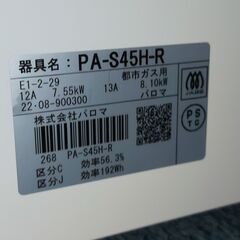 器具名：PA-S45H-R
E1-2-29 都市ガス用
12A 7.55kW 13A 8.10kW
22・08-900300 パロマ
株式会社パロマ
268 PA-S45H-R
区分C 効率56.3%
区分J 効率192Wh
PS
TC